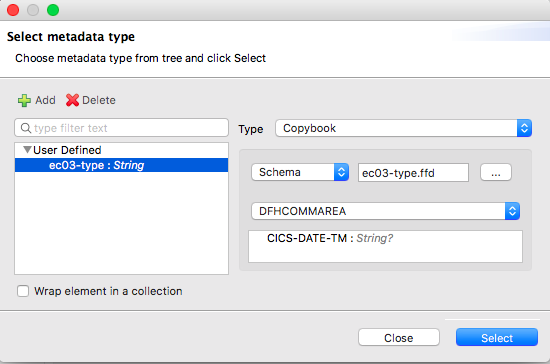 Select metadata type
Choose metadata type from tree and click Select
Add Delete
type filter text
Type Copybook
User Defined
ec03-type : String
Schema ec03-type.ffd ...
DFHCOMMAREA
CICS-DATE-TM : String?
Wrap element in a collection
Close Select